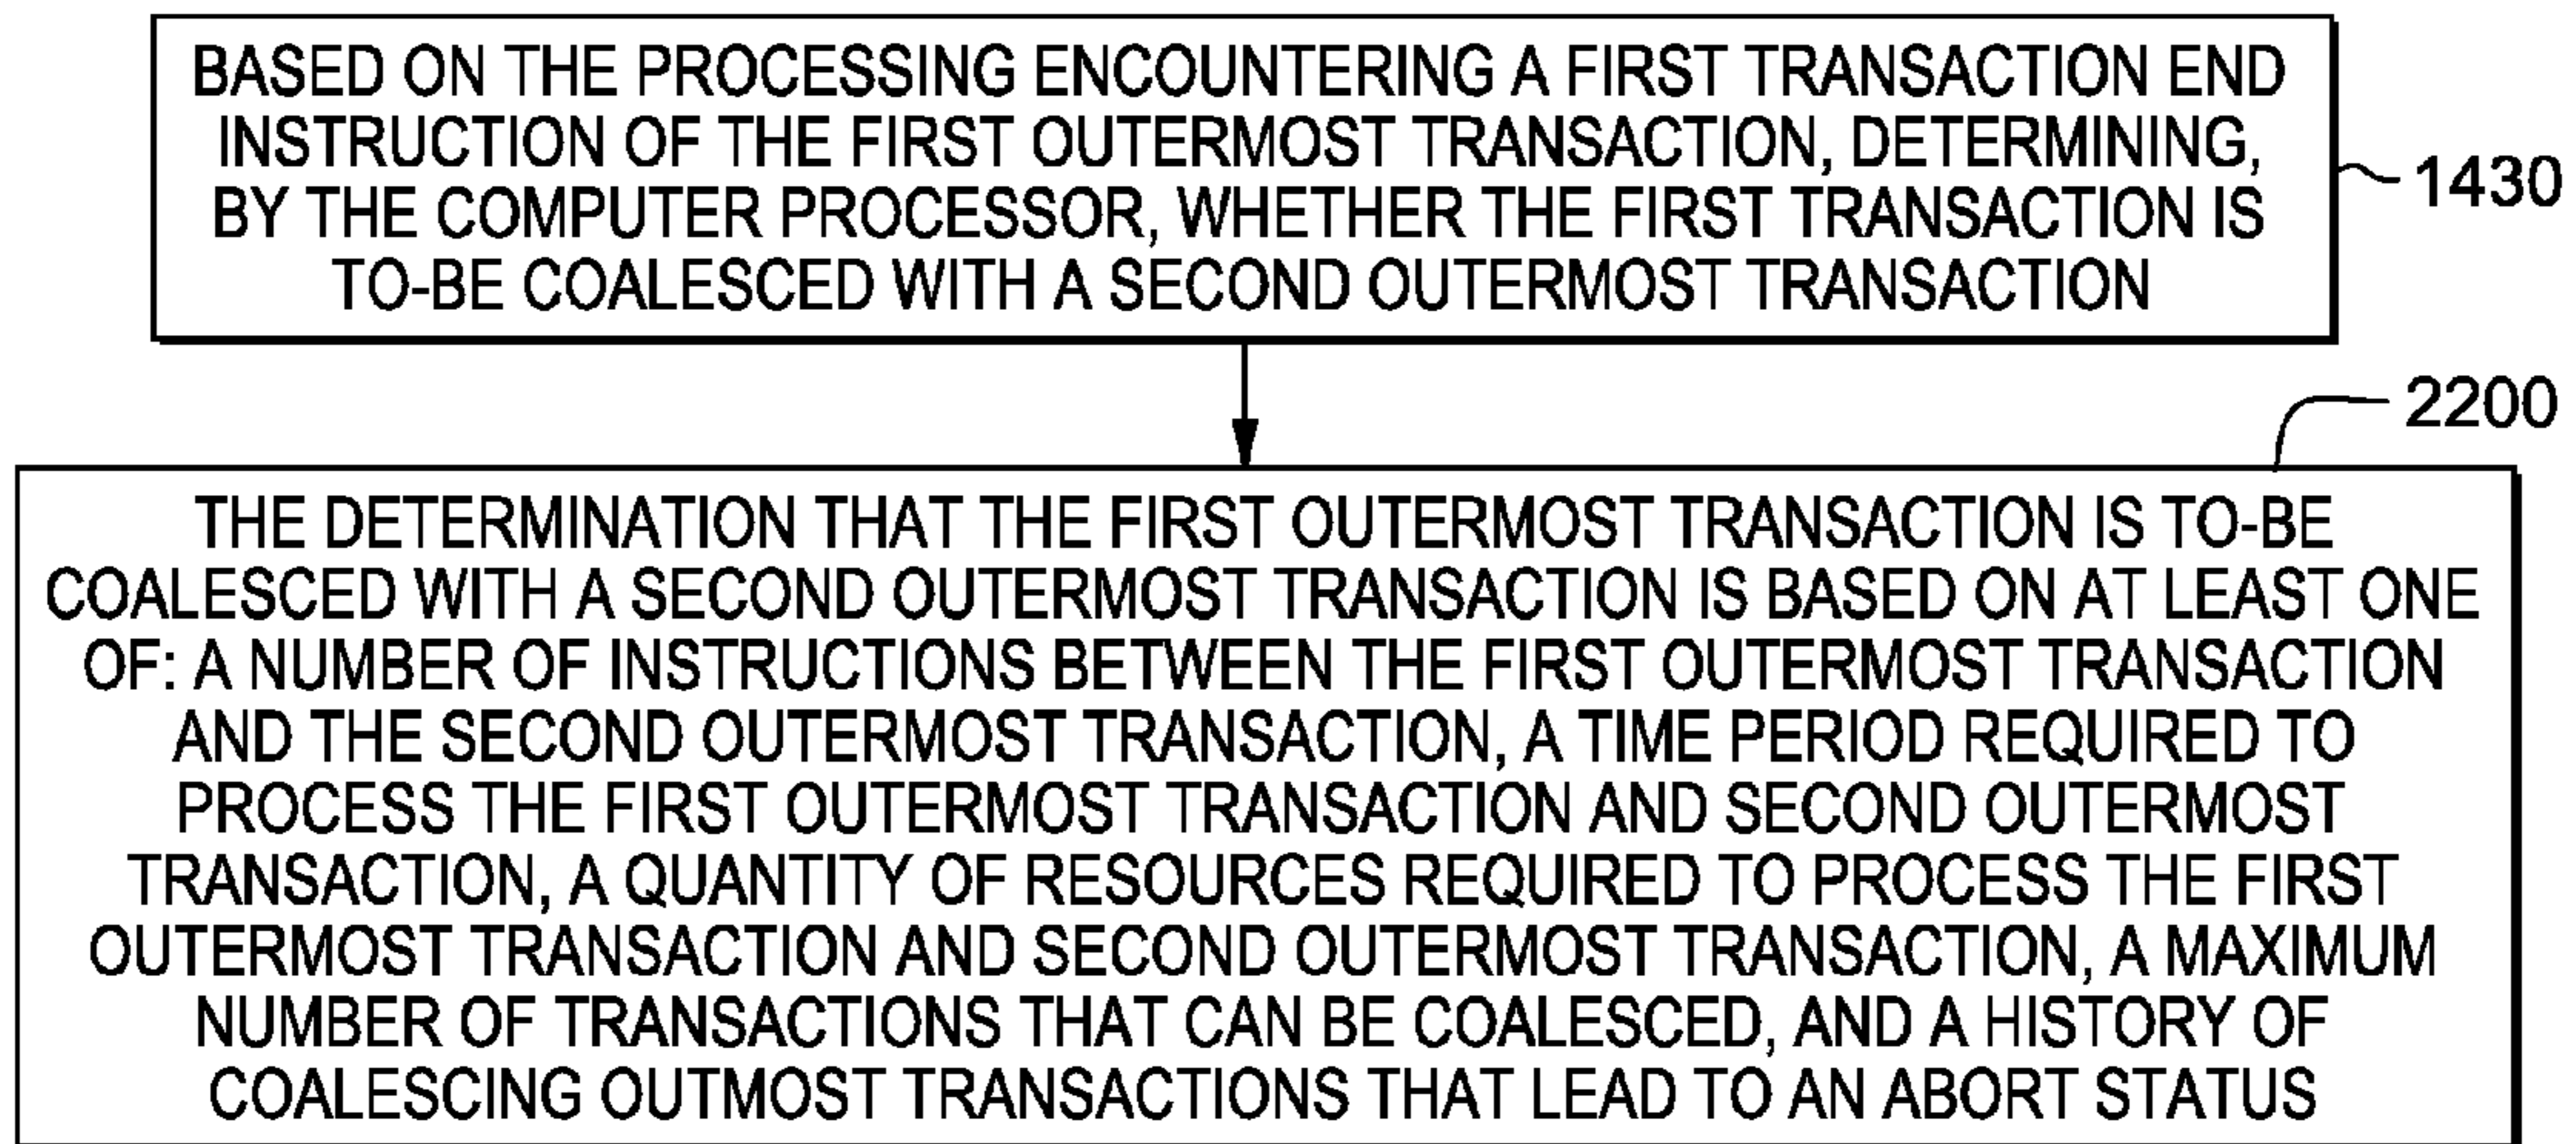 BASED ON THE PROCESSING ENCOUNTERING A FIRST TRANSACTION END
INSTRUCTION OF THE FIRST OUTERMOST TRANSACTION, DETERMINING,
BY THE COMPUTER PROCESSOR, WHETHER THE FIRST TRANSACTION IS
TO-BE COALESCED WITH A SECOND OUTERMOST TRANSACTION
1430
2200
THE DETERMINATION THAT THE FIRST OUTERMOST TRANSACTION IS TO-BE
COALESCED WITH A SECOND OUTERMOST TRANSACTION IS BASED ON AT LEAST ONE
OF: A NUMBER OF INSTRUCTIONS BETWEEN THE FIRST OUTERMOST TRANSACTION
AND THE SECOND OUTERMOST TRANSACTION, A TIME PERIOD REQUIRED TO
PROCESS THE FIRST OUTERMOST TRANSACTION AND SECOND OUTERMOST
TRANSACTION, A QUANTITY OF RESOURCES REQUIRED TO PROCESS THE FIRST
OUTERMOST TRANSACTION AND SECOND OUTERMOST TRANSACTION, A MAXIMUM
NUMBER OF TRANSACTIONS THAT CAN BE COALESCED, AND A HISTORY OF
COALESCING OUTMOST TRANSACTIONS THAT LEAD TO AN ABORT STATUS